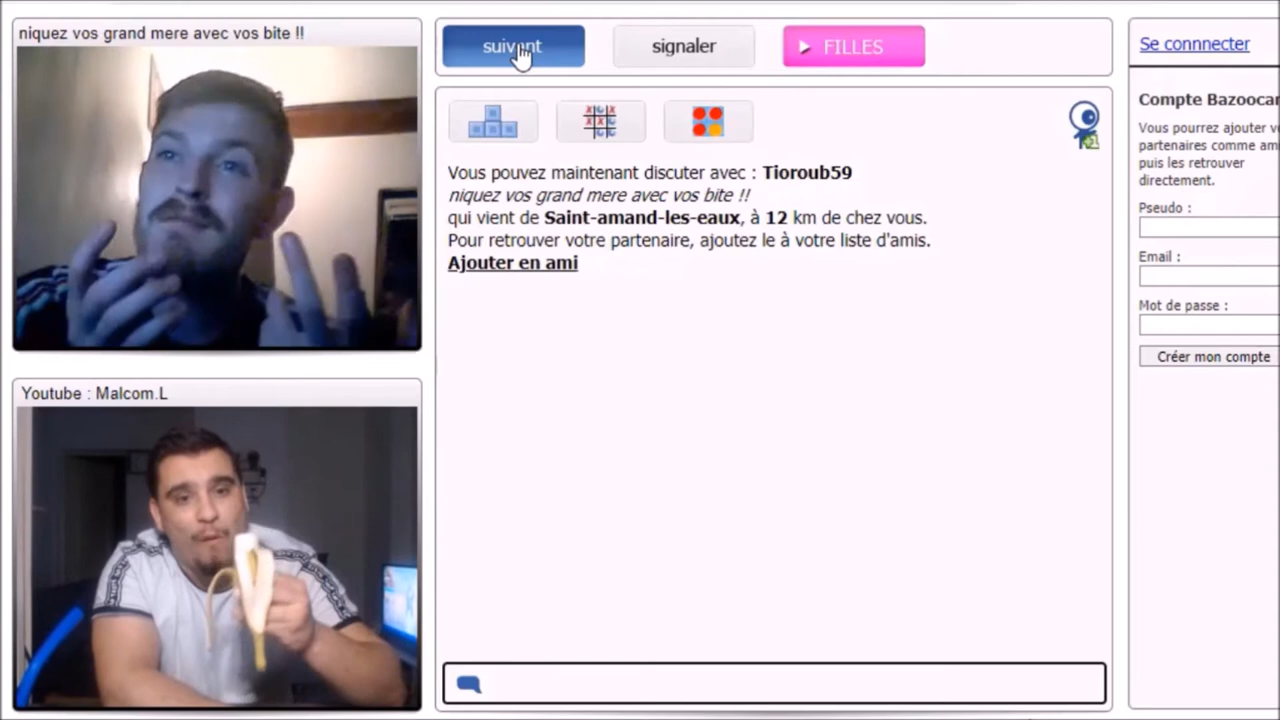 niquez vos grand mere avec vos bite !!
suivant
signaler
FILLES
Se connnecter
Compte Bazoocar
Vous pourrez ajouter v
partenaires comme am
puis les retrouver
directement.
Pseudo :
Email :
Mot de passe :
Créer mon compte
Vous pouvez maintenant discuter avec : Tioroub59
niquez vos grand mere avec vos bite !!
qui vient de Saint-amand-les-eaux, à 12 km de chez vous.
Pour retrouver votre partenaire, ajoutez le à votre liste d'amis.
Ajouter en ami
Youtube : Malcom.L